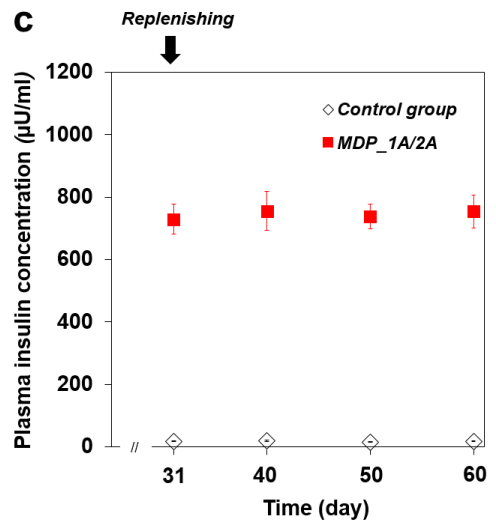 C
Replenishing
1200
1000
800
600
400
200
0
Plasma insulin concentration (µU/ml)
Control group
MDP_1A/2A
//
31 40 50 60
Time (day)